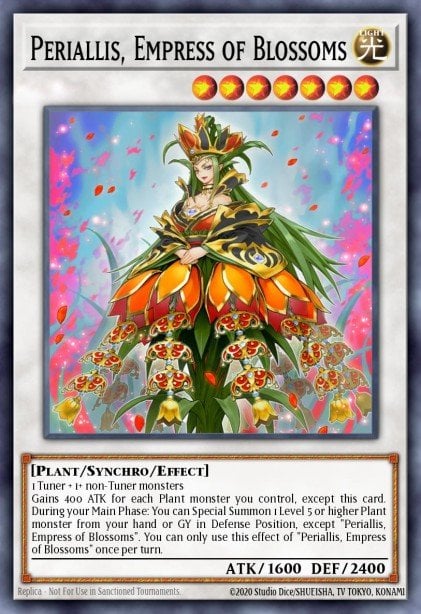 PERIALLIS, EMPRESS OF BLOSSOMS
LIGHT
光
[PLANT/SYNCHRO/EFFECT]
1 Tuner + 1+ non-Tuner monsters
Gains 400 ATK for each Plant monster you control, except this card.
During your Main Phase: You can Special Summon 1 Level 5 or higher Plant
monster from your hand or GY in Defense Position, except "Periallis,
Empress of Blossoms". You can only use this effect of "Periallis, Empress
of Blossoms" once per turn.
ATK/1600 DEF/2400
Replica - Not For Use in Sanctioned Tournaments.
©2020 Studio Dice/SHUEISHA, TV TOKYO, KONAMI